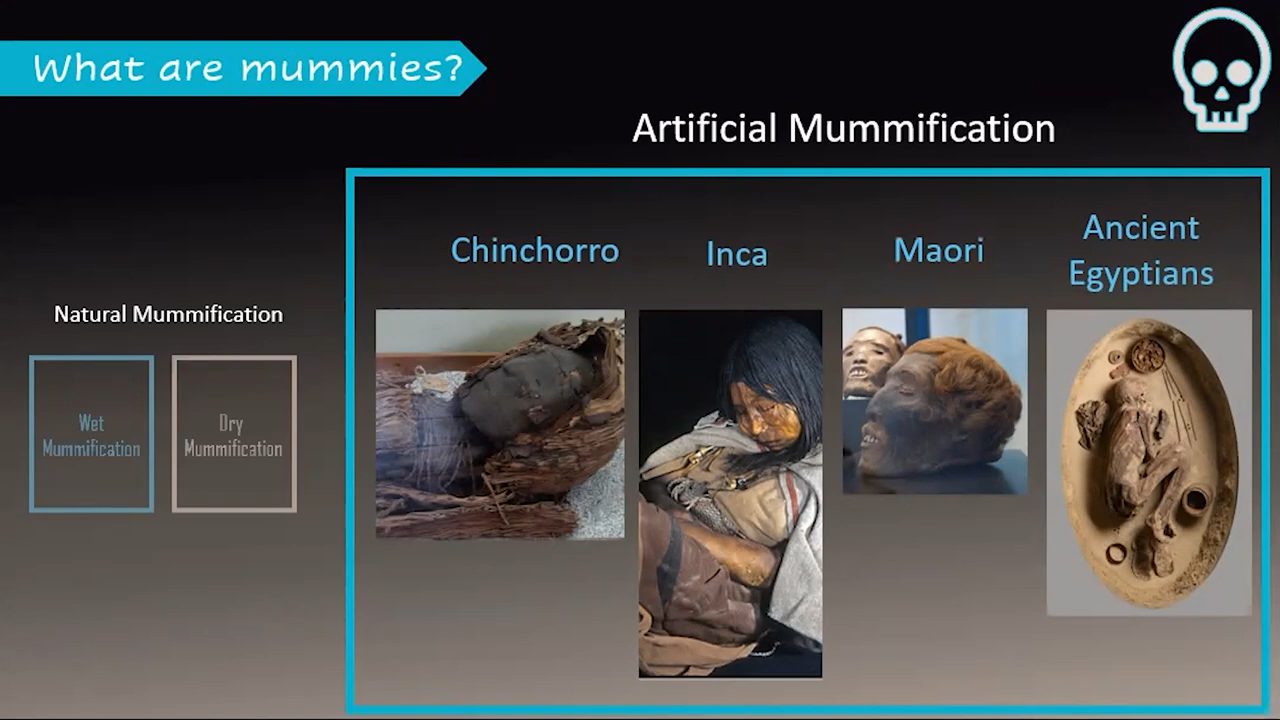 What are mummies?
Artificial Mummification
Chinchorro
Inca
Maori
Ancient
Egyptians
Natural Mummification
Wet
Mummification
Dry
Mummification